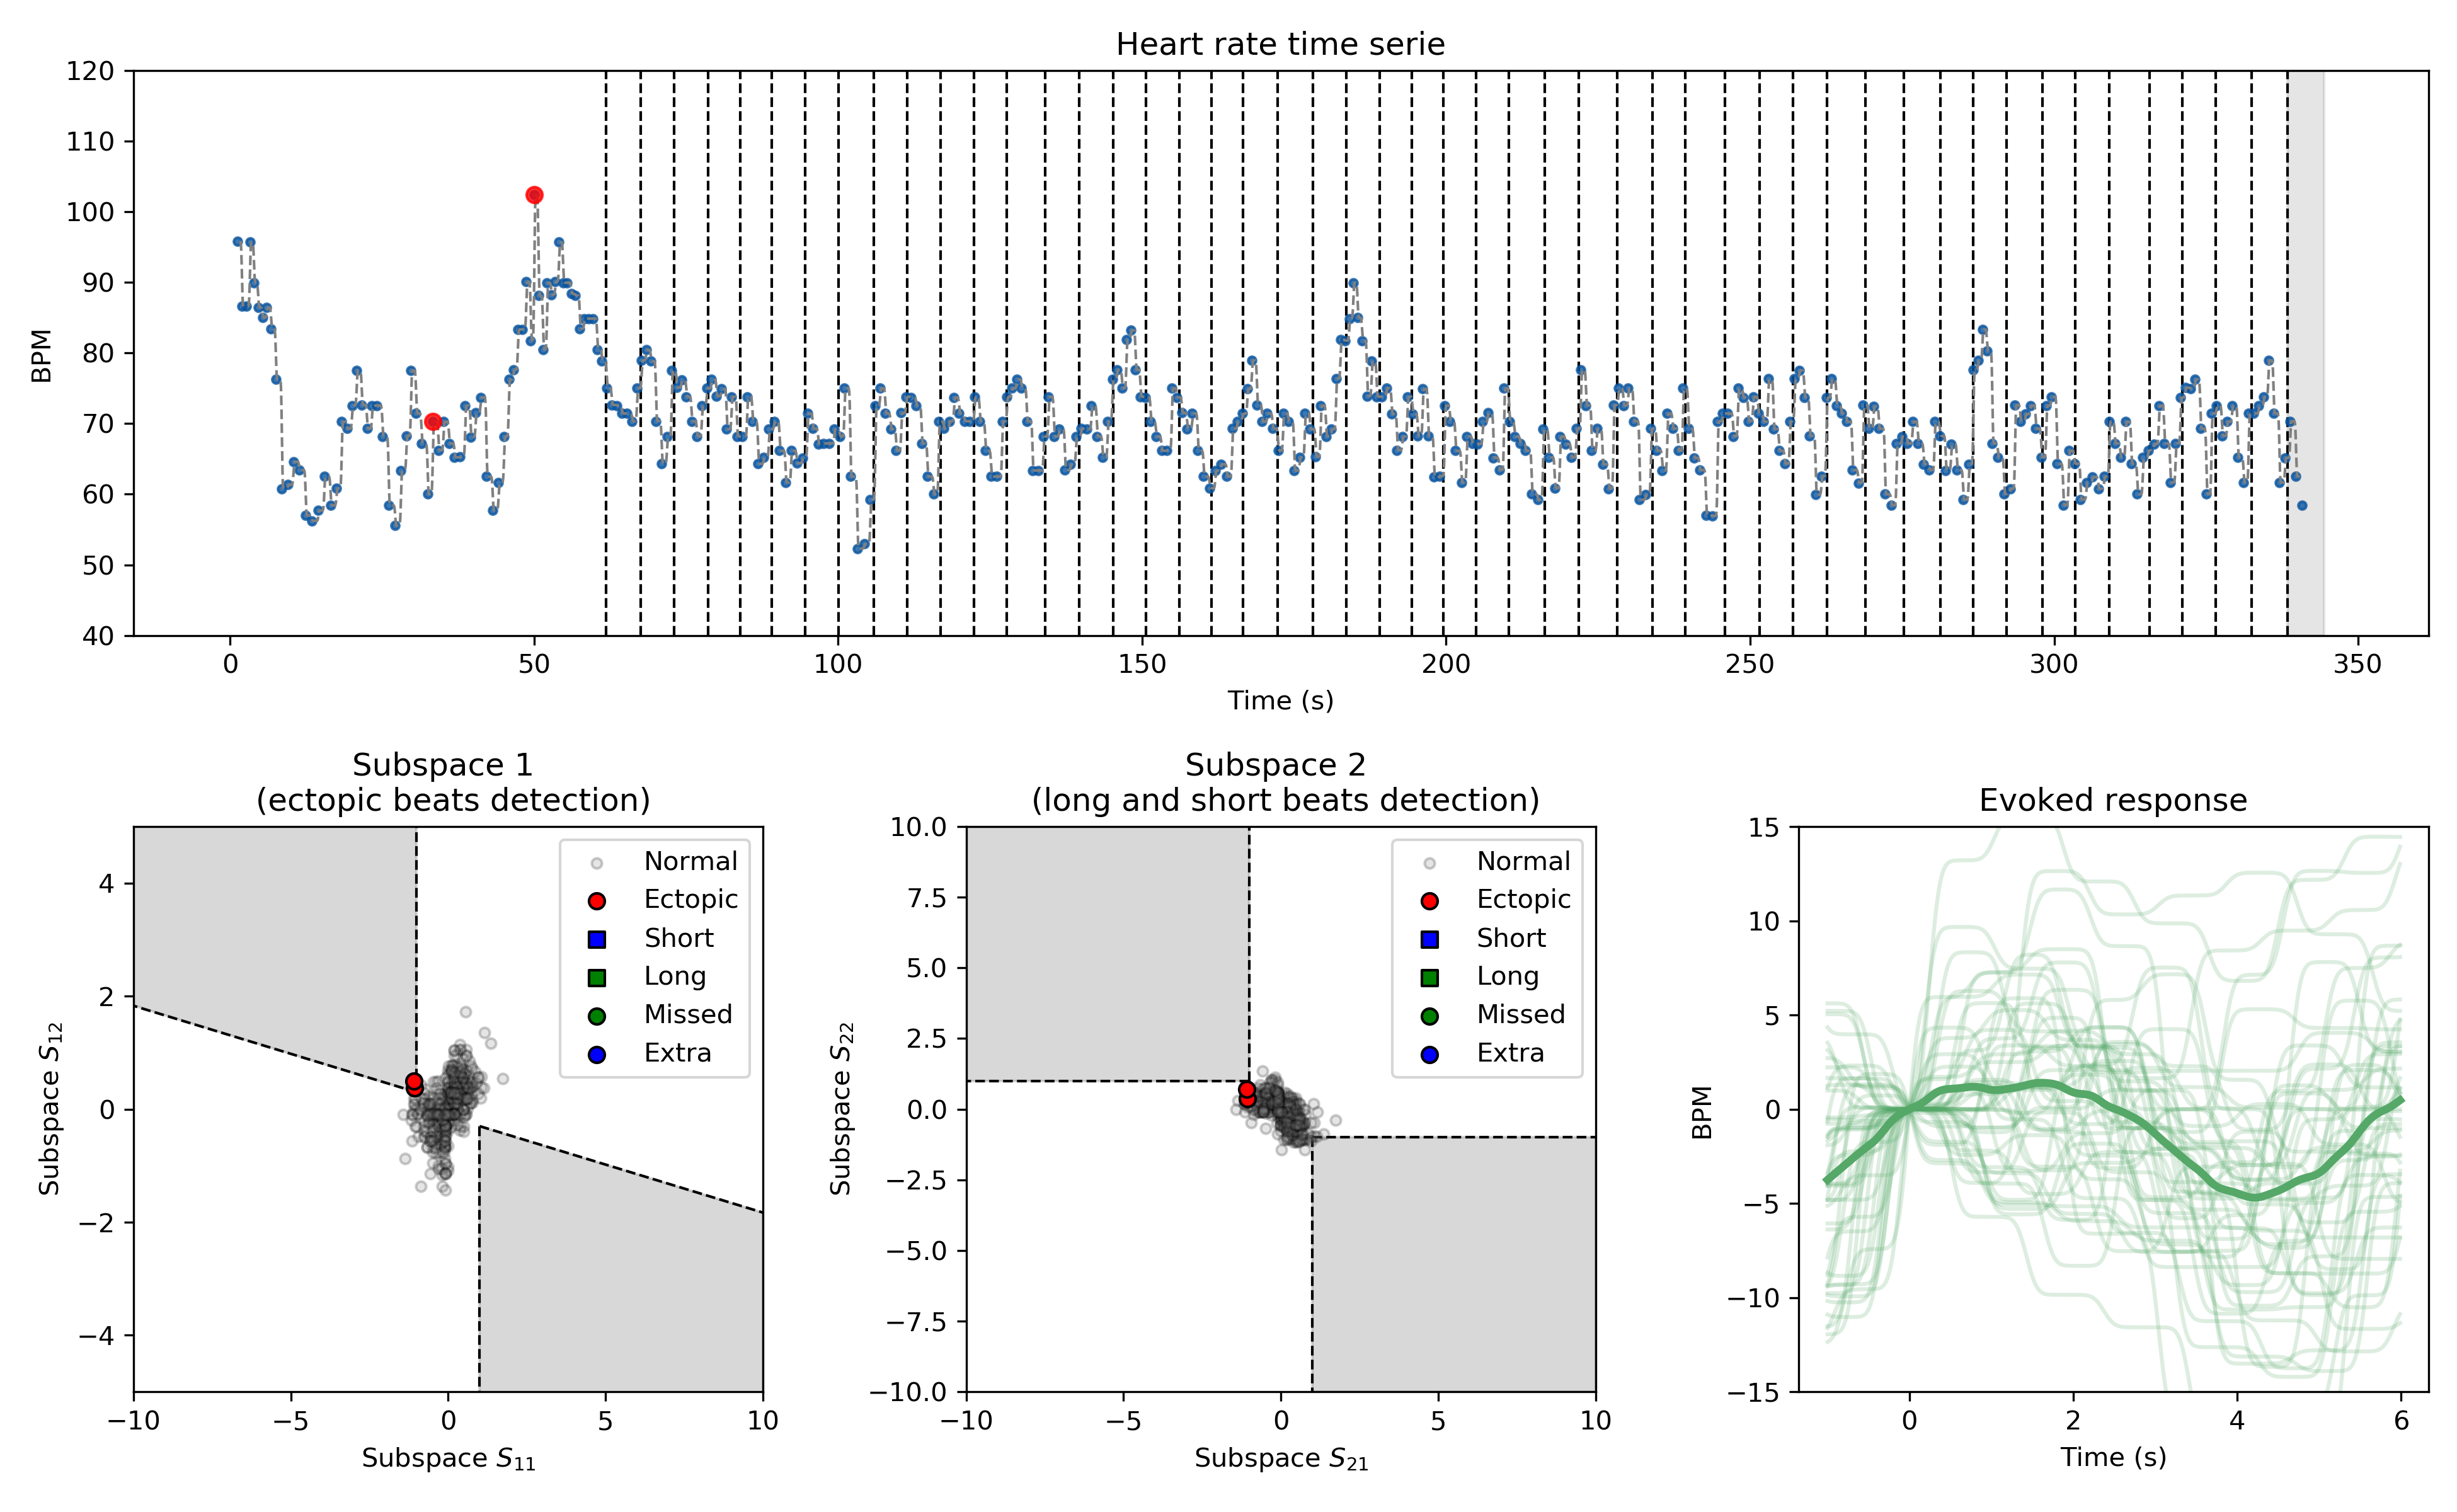 Heart rate time serie
120
110
100
90
80
70
60
50
40
BPM
0 50 100 150 200 250 300 350
Time (s)
Subspace 1
(ectopic beats detection)
4
2
0
−2
−4
Subspace S12
−10 −5 0 5 10
Subspace S11
Normal
Ectopic
Short
Long
Missed
Extra
Subspace 2
(long and short beats detection)
10.0
7.5
5.0
2.5
0.0
−2.5
−5.0
−7.5
−10.0
Subspace S22
−10 −5 0 5 10
Subspace S21
Normal
Ectopic
Short
Long
Missed
Extra
Evoked response
15
10
5
0
−5
−10
−15
BPM
0 2 4 6
Time (s)